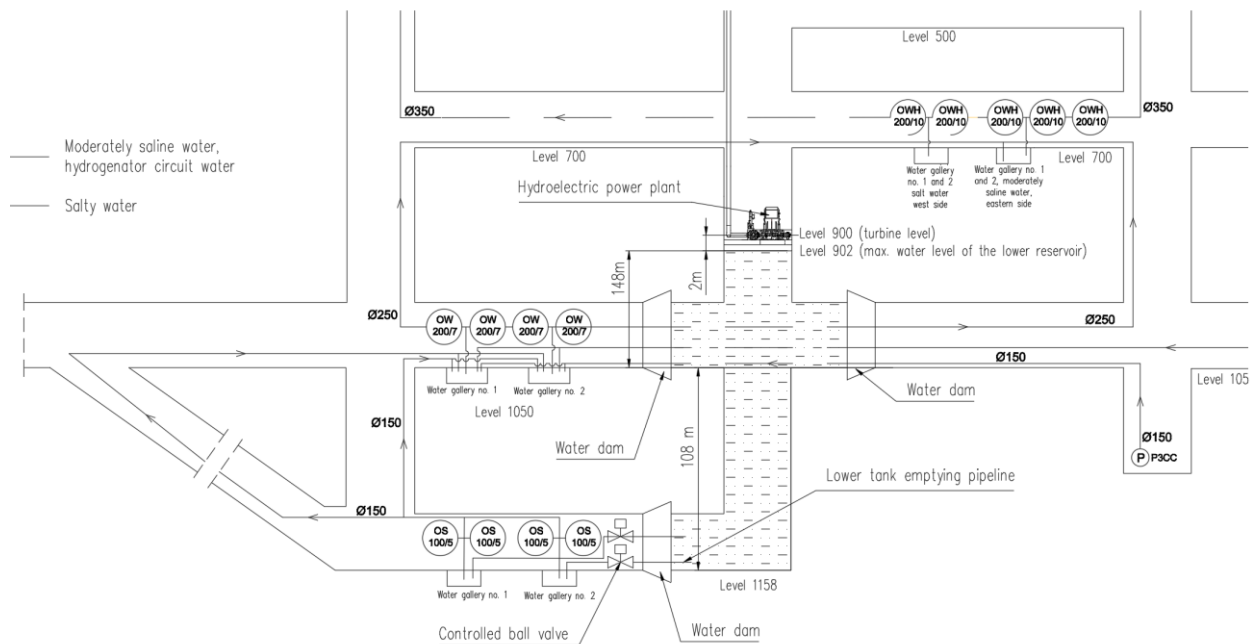 Level 500
Ø350
OWH
200/10
OWH
200/10
OWH
200/10
OWH
200/10
OWH
200/10
Ø350
Moderately saline water,
hydrogenator circuit water
Salty water
Level 700
Level 700
Water gallery
no. 1 and 2
salt water
west side
Water gallery no. 1
and 2, moderately
saline water,
eastern side
Hydroelectric power plant
Level 900 (turbine level)
Level 902 (max. water level of the lower reservoir)
2m
148m
Ø250
OW
200/7
OW
200/7
OW
200/7
OW
200/7
Ø250
Ø150
Water gallery no. 1
Water gallery no. 2
Level 1050
Water dam
Level 105
Ø150
Water dam
108 m
Ø150
P
P3CC
Lower tank emptying pipeline
Ø150
OS
100/5
OS
100/5
OS
100/5
OS
100/5
Level 1158
Water gallery no. 1
Water gallery no. 2
Controlled ball valve
Water dam